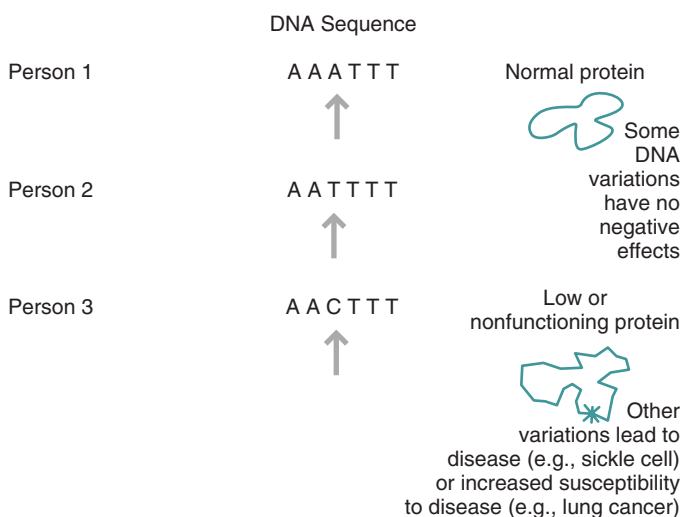 DNA Sequence
Person 1
A A A T T T
Normal protein
Some
DNA
variations
have no
negative
effects
Person 2
A A T T T T
Person 3
A A C T T T
Low or
nonfunctioning protein
Other
variations lead to
disease (e.g., sickle cell)
or increased susceptibility
to disease (e.g., lung cancer)